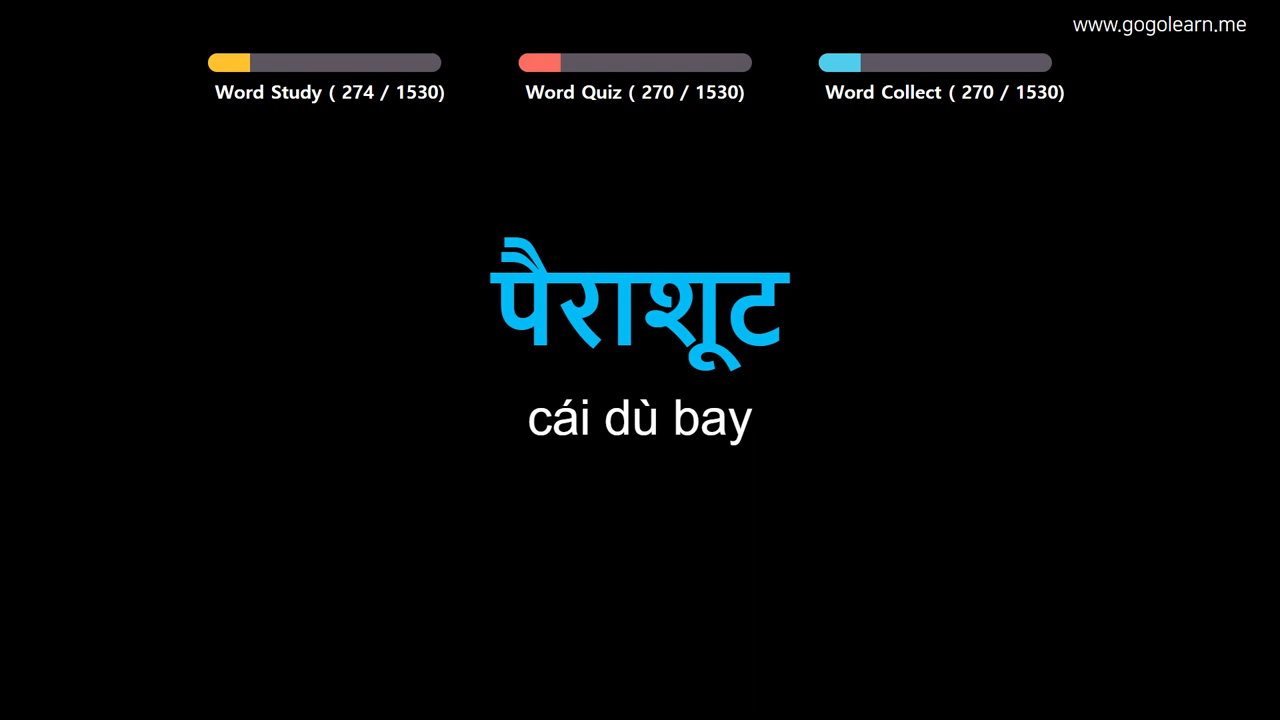 www.gogolearn.me
Word Study ( 274 / 1530)
Word Quiz ( 270 / 1530)
Word Collect ( 270 / 1530)
पैराशूट
cái dù bay